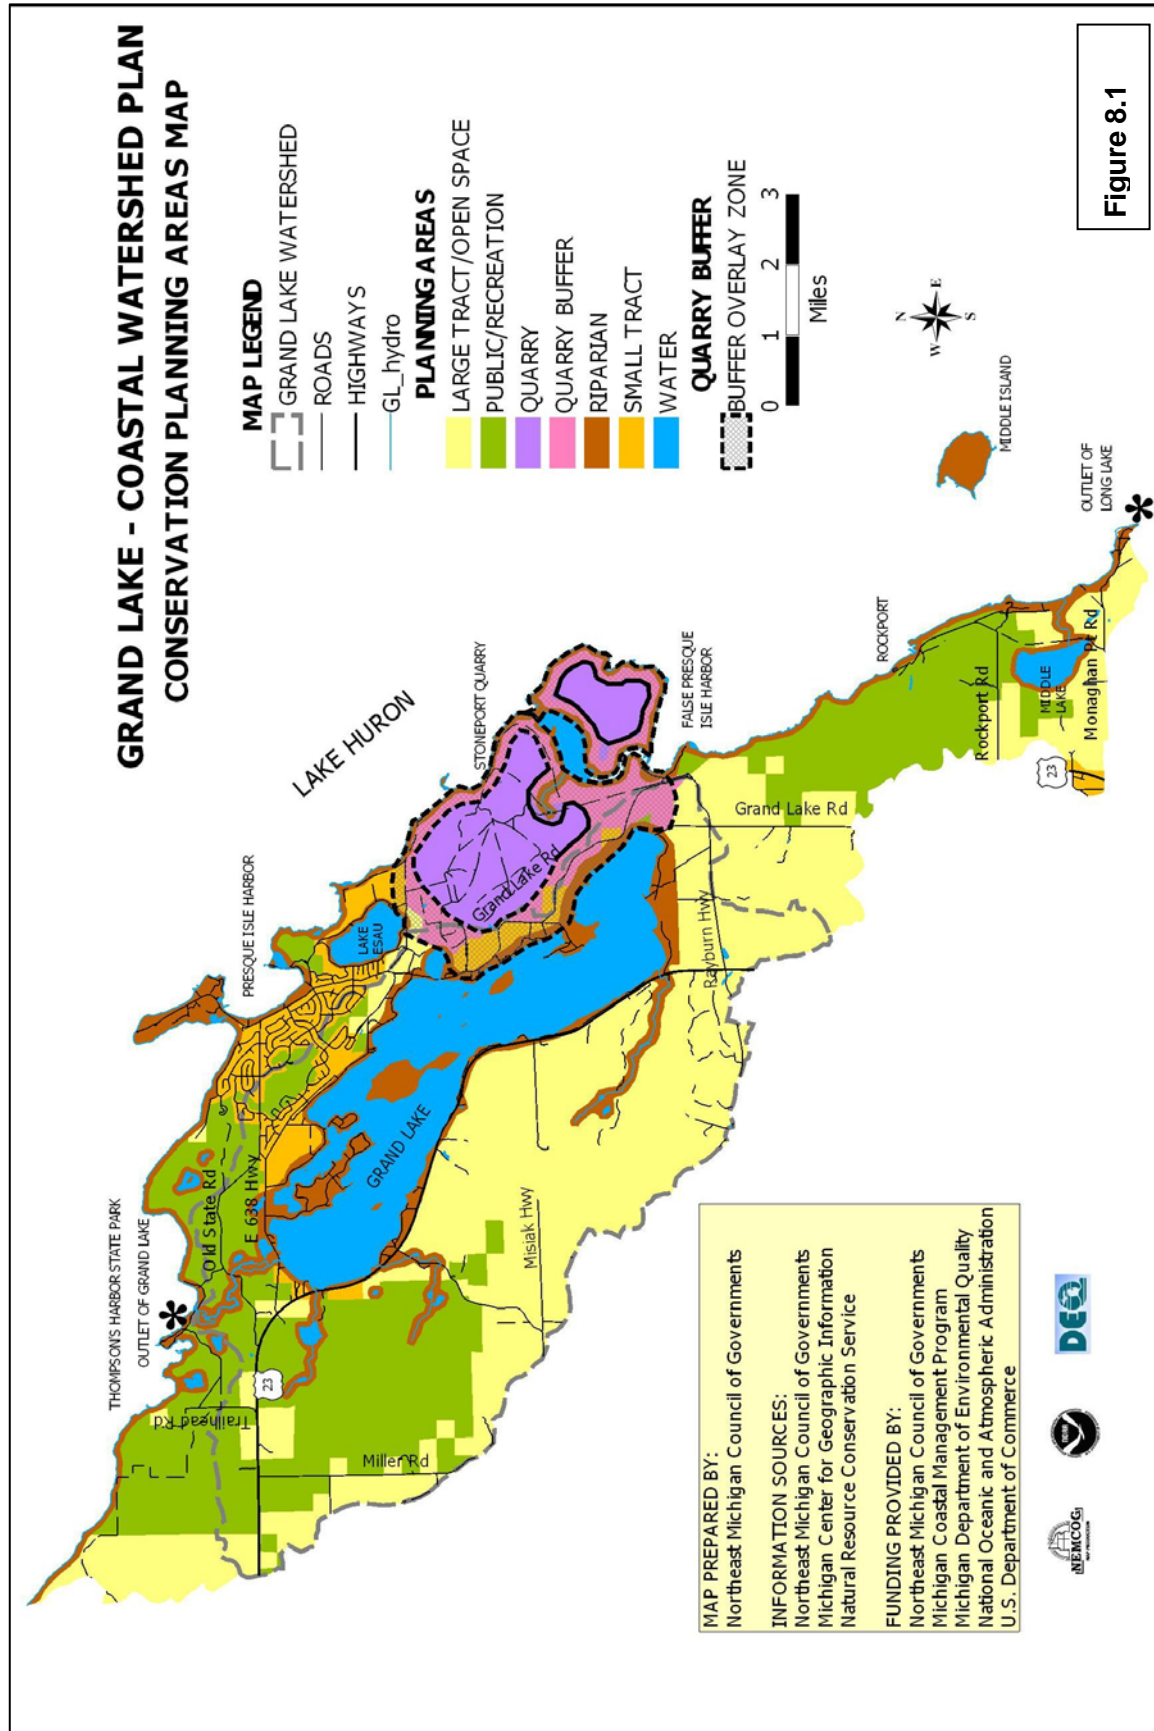 GRAND LAKE - COASTAL WATERSHED PLAN
CONSERVATION PLANNING AREAS MAP
MAP LEGEND
GRAND LAKE WATERSHED
ROADS
HIGHWAYS
GL_hydro
PLANNING AREAS
LARGE TRACT/OPEN SPACE
PUBLIC/RECREATION
QUARRY
QUARRY BUFFER
RIPARIAN
SMALL TRACT
WATER
QUARRY BUFFER
BUFFER OVERLAY ZONE
0 1 2 3
Miles
N
W E
S
LAKE HURON
THOMPSON'S HARBOR STATE PARK
OUTLET OF GRAND LAKE
PRESQUE ISLE HARBOR
STONEPORT QUARRY
FALSE PRESQUE
ISLE HARBOR
ROCKPORT
MIDDLE ISLAND
OUTLET OF
LONG LAKE
Trailhead Rd
Old State Rd
E 638 Hwy
23
Miller Rd
Misiak Hwy
GRAND LAKE
LAKE
ESAU
Grand Lake Rd
Rayburn Hwy
Grand Lake Rd
Rockport Rd
MIDDLE
LAKE
Monaghan Pt Rd
23
MAP PREPARED BY:
Northeast Michigan Council of Governments
INFORMATION SOURCES:
Northeast Michigan Council of Governments
Michigan Center for Geographic Information
Natural Resource Conservation Service
FUNDING PROVIDED BY:
Northeast Michigan Council of Governments
Michigan Coastal Management Program
Michigan Department of Environmental Quality
National Oceanic and Atmospheric Administration
U.S. Department of Commerce
NEMCOG
DEQ
Figure 8.1